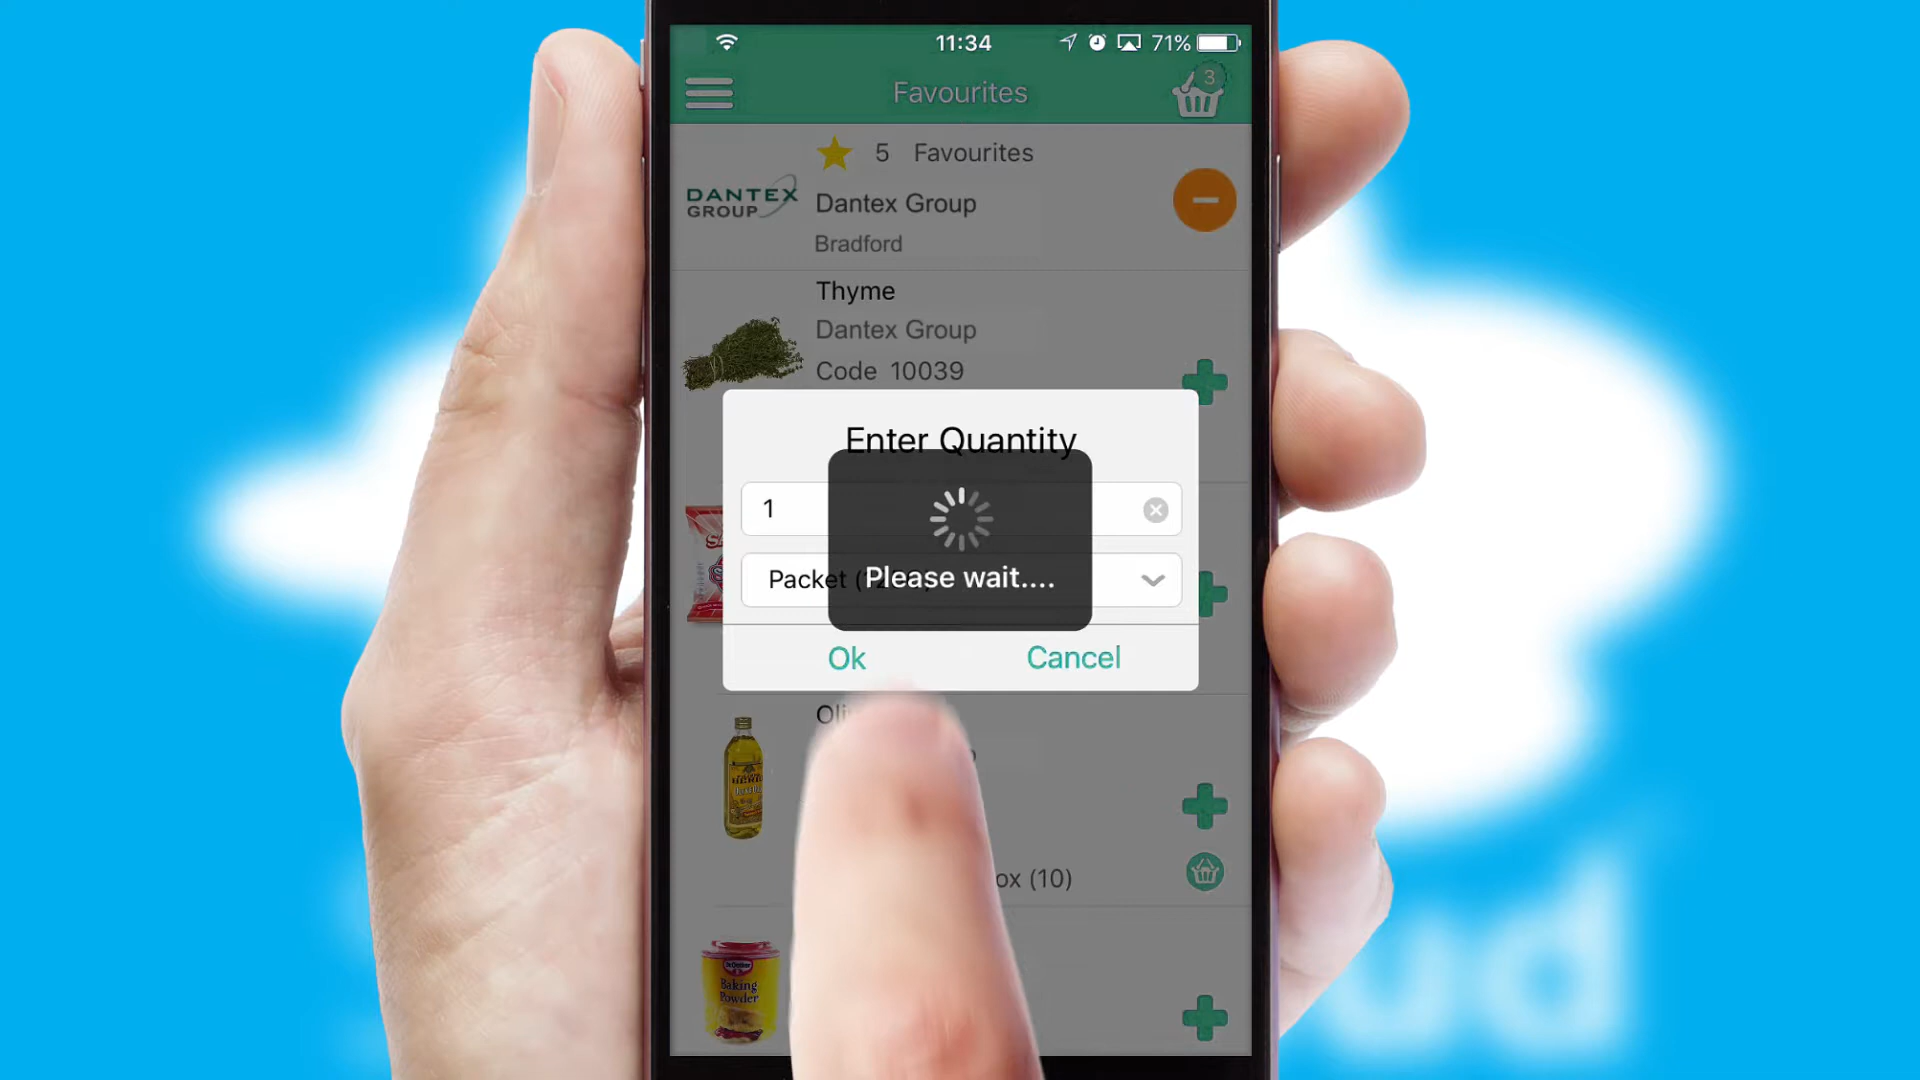 11:34
71%
Favourites
3
5 Favourites
DANTEX
GROUP
Dantex Group
Bradford
Thyme
Dantex Group
Code 10039
Enter Quantity
1
Packet
Please wait....
Ok
Cancel
ox (10)
Baking
Powder
ud